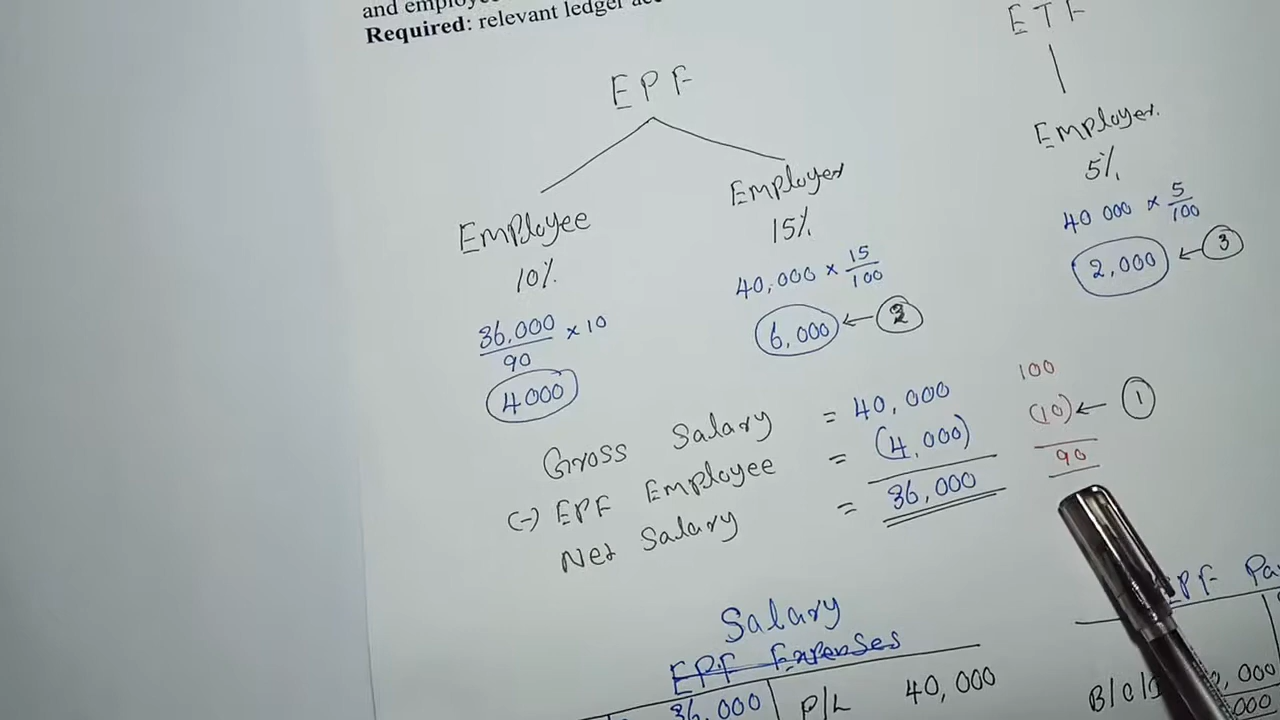 and
Required: relevant ledger
EPF
ETF
Employee
10%
36,000/90 × 10
4000
Employer
15%
40,000 × 15/100
6,000 ← 2
Employer
5%
40 000 × 5/100
2,000 ← 3
Gross Salary = 40,000
100
(-) EPF Employee = (4,000)
(10) ← 1
Net Salary = 36,000
90
Salary
EPF Expenses
36,000 P/L 40,000
PF Pa
B/c/
,000
000